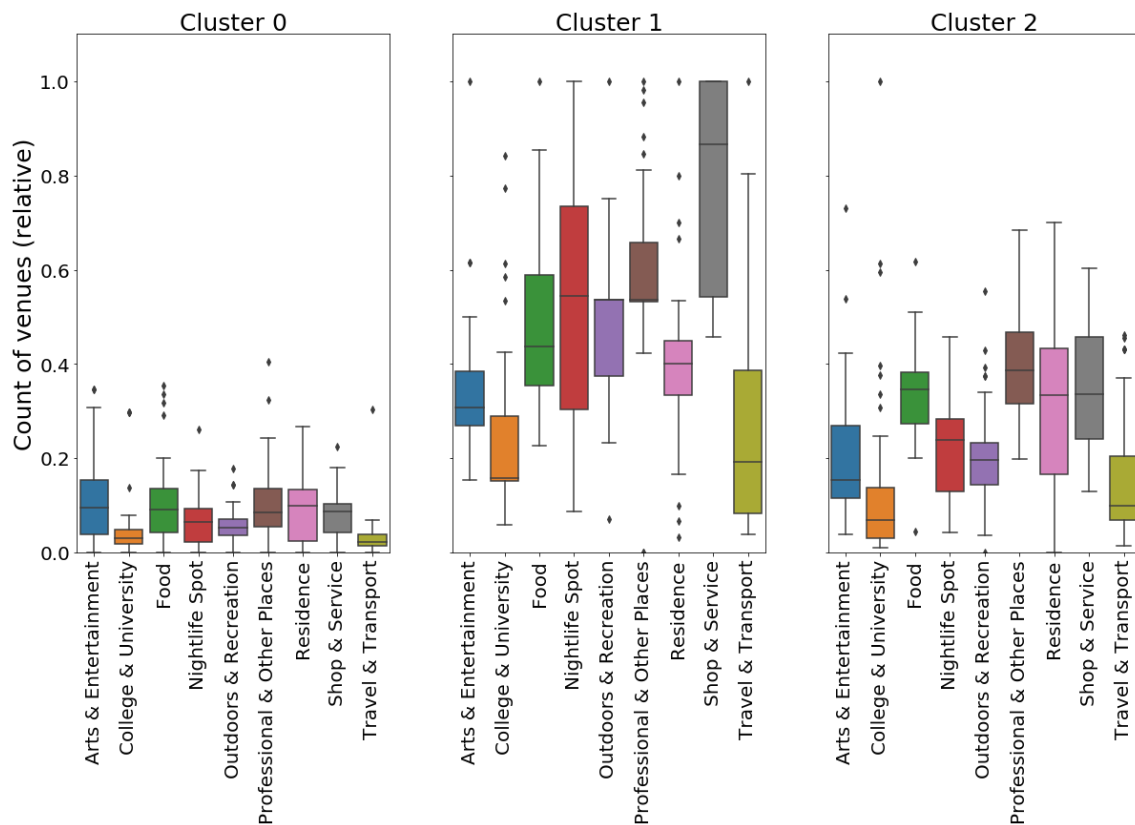 Cluster 0
Cluster 1
Cluster 2
Count of venues (relative)
1.0
0.8
0.6
0.4
0.2
0.0
Arts & Entertainment
College & University
Food
Nightlife Spot
Outdoors & Recreation
Professional & Other Places
Residence
Shop & Service
Travel & Transport
Arts & Entertainment
College & University
Food
Nightlife Spot
Outdoors & Recreation
Professional & Other Places
Residence
Shop & Service
Travel & Transport
Arts & Entertainment
College & University
Food
Nightlife Spot
Outdoors & Recreation
Professional & Other Places
Residence
Shop & Service
Travel & Transport